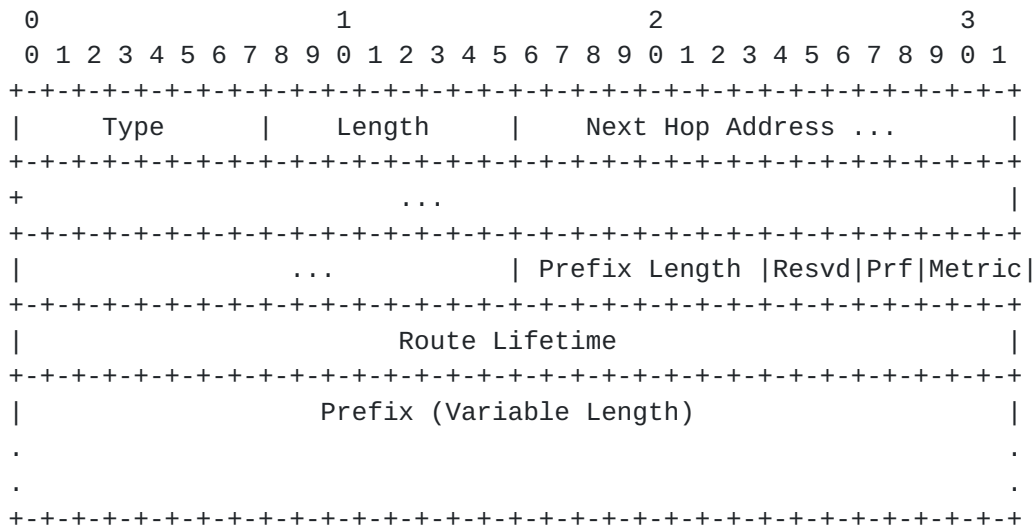 0                   1                   2                   3
 0 1 2 3 4 5 6 7 8 9 0 1 2 3 4 5 6 7 8 9 0 1 2 3 4 5 6 7 8 9 0 1
+-+-+-+-+-+-+-+-+-+-+-+-+-+-+-+-+-+-+-+-+-+-+-+-+-+-+-+-+-+-+-+-+
|     Type      |    Length     |    Next Hop Address ...       |
+-+-+-+-+-+-+-+-+-+-+-+-+-+-+-+-+-+-+-+-+-+-+-+-+-+-+-+-+-+-+-+-+
+                        ...                                    |
+-+-+-+-+-+-+-+-+-+-+-+-+-+-+-+-+-+-+-+-+-+-+-+-+-+-+-+-+-+-+-+-+
|                 ...           | Prefix Length |Resvd|Prf|Metric|
+-+-+-+-+-+-+-+-+-+-+-+-+-+-+-+-+-+-+-+-+-+-+-+-+-+-+-+-+-+-+-+-+
|                        Route Lifetime                         |
+-+-+-+-+-+-+-+-+-+-+-+-+-+-+-+-+-+-+-+-+-+-+-+-+-+-+-+-+-+-+-+-+
|                   Prefix (Variable Length)                    |
.                                                               .
.                                                               .
+-+-+-+-+-+-+-+-+-+-+-+-+-+-+-+-+-+-+-+-+-+-+-+-+-+-+-+-+-+-+-+-+